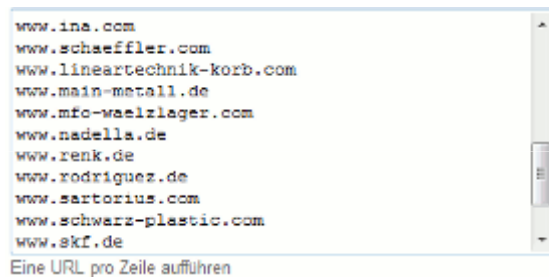 www.ina.com
www.schaeffler.com
www.lineartechnik-korb.com
www.main-metall.de
www.mfo-waelzlager.com
www.nadella.de
www.renk.de
www.rodriguez.de
www.sartorius.com
www.schwarz-plastic.com
www.skf.de
Eine URL pro Zeile aufführen